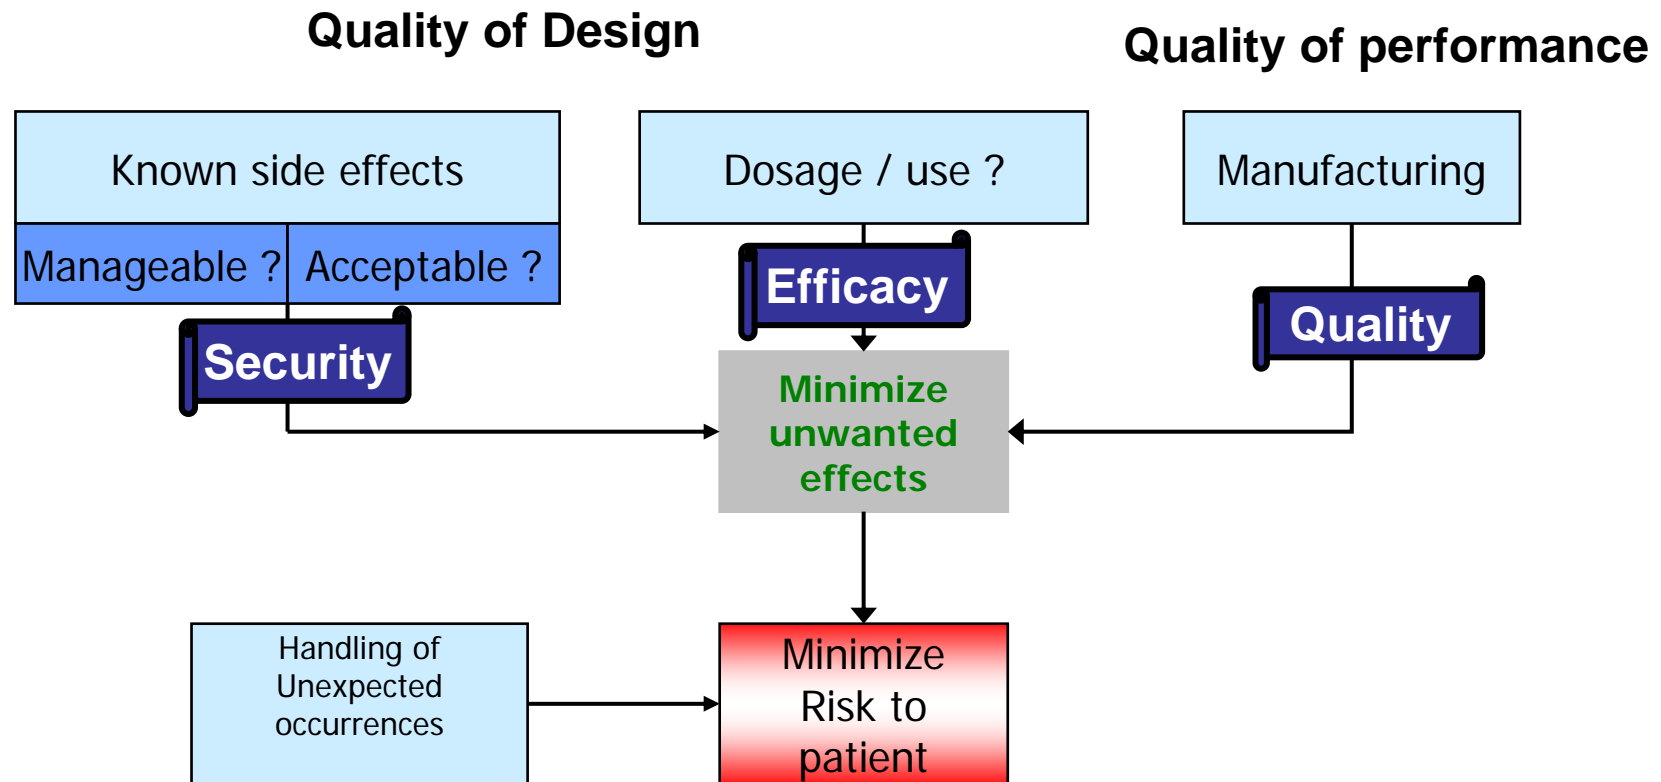 Quality of Design
Quality of performance
Known side effects
Manageable ?
Acceptable ?
Security
Dosage / use ?
Efficacy
Manufacturing
Quality
Minimize
unwanted
effects
Handling of
Unexpected
occurrences
Minimize
Risk to
patient